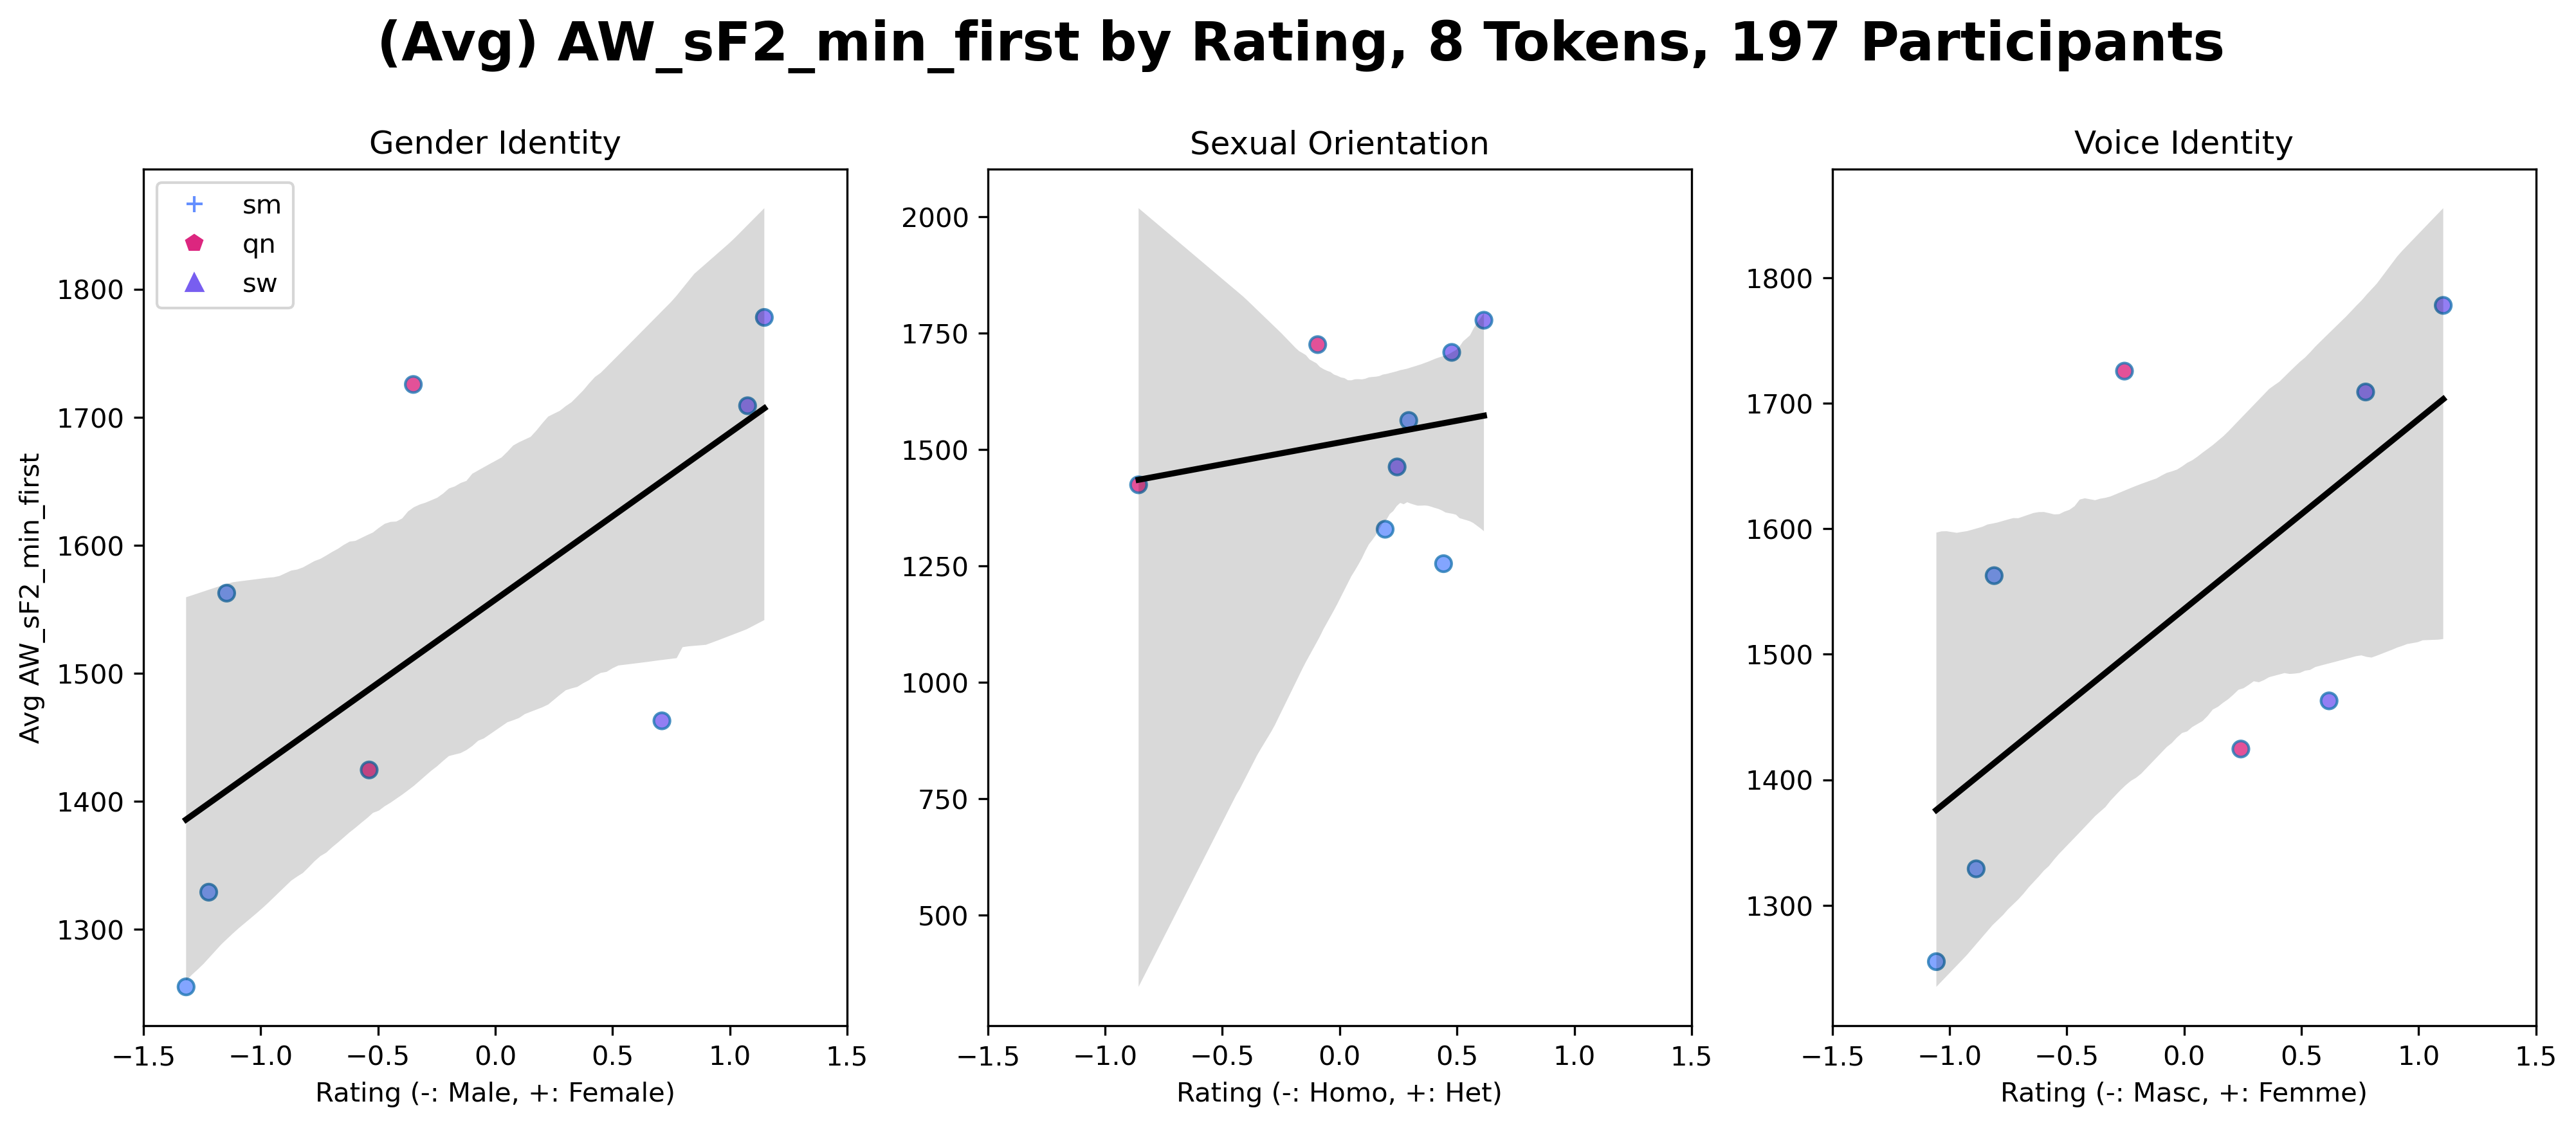 (Avg) AW_sF2_min_first by Rating, 8 Tokens, 197 Participants
Gender Identity
sm
qn
sw
1800
1700
1600
1500
1400
1300
Avg AW_sF2_min_first
−1.5 −1.0 −0.5 0.0 0.5 1.0 1.5
Rating (-: Male, +: Female)
Sexual Orientation
2000
1750
1500
1250
1000
750
500
−1.5 −1.0 −0.5 0.0 0.5 1.0 1.5
Rating (-: Homo, +: Het)
Voice Identity
1800
1700
1600
1500
1400
1300
−1.5 −1.0 −0.5 0.0 0.5 1.0 1.5
Rating (-: Masc, +: Femme)